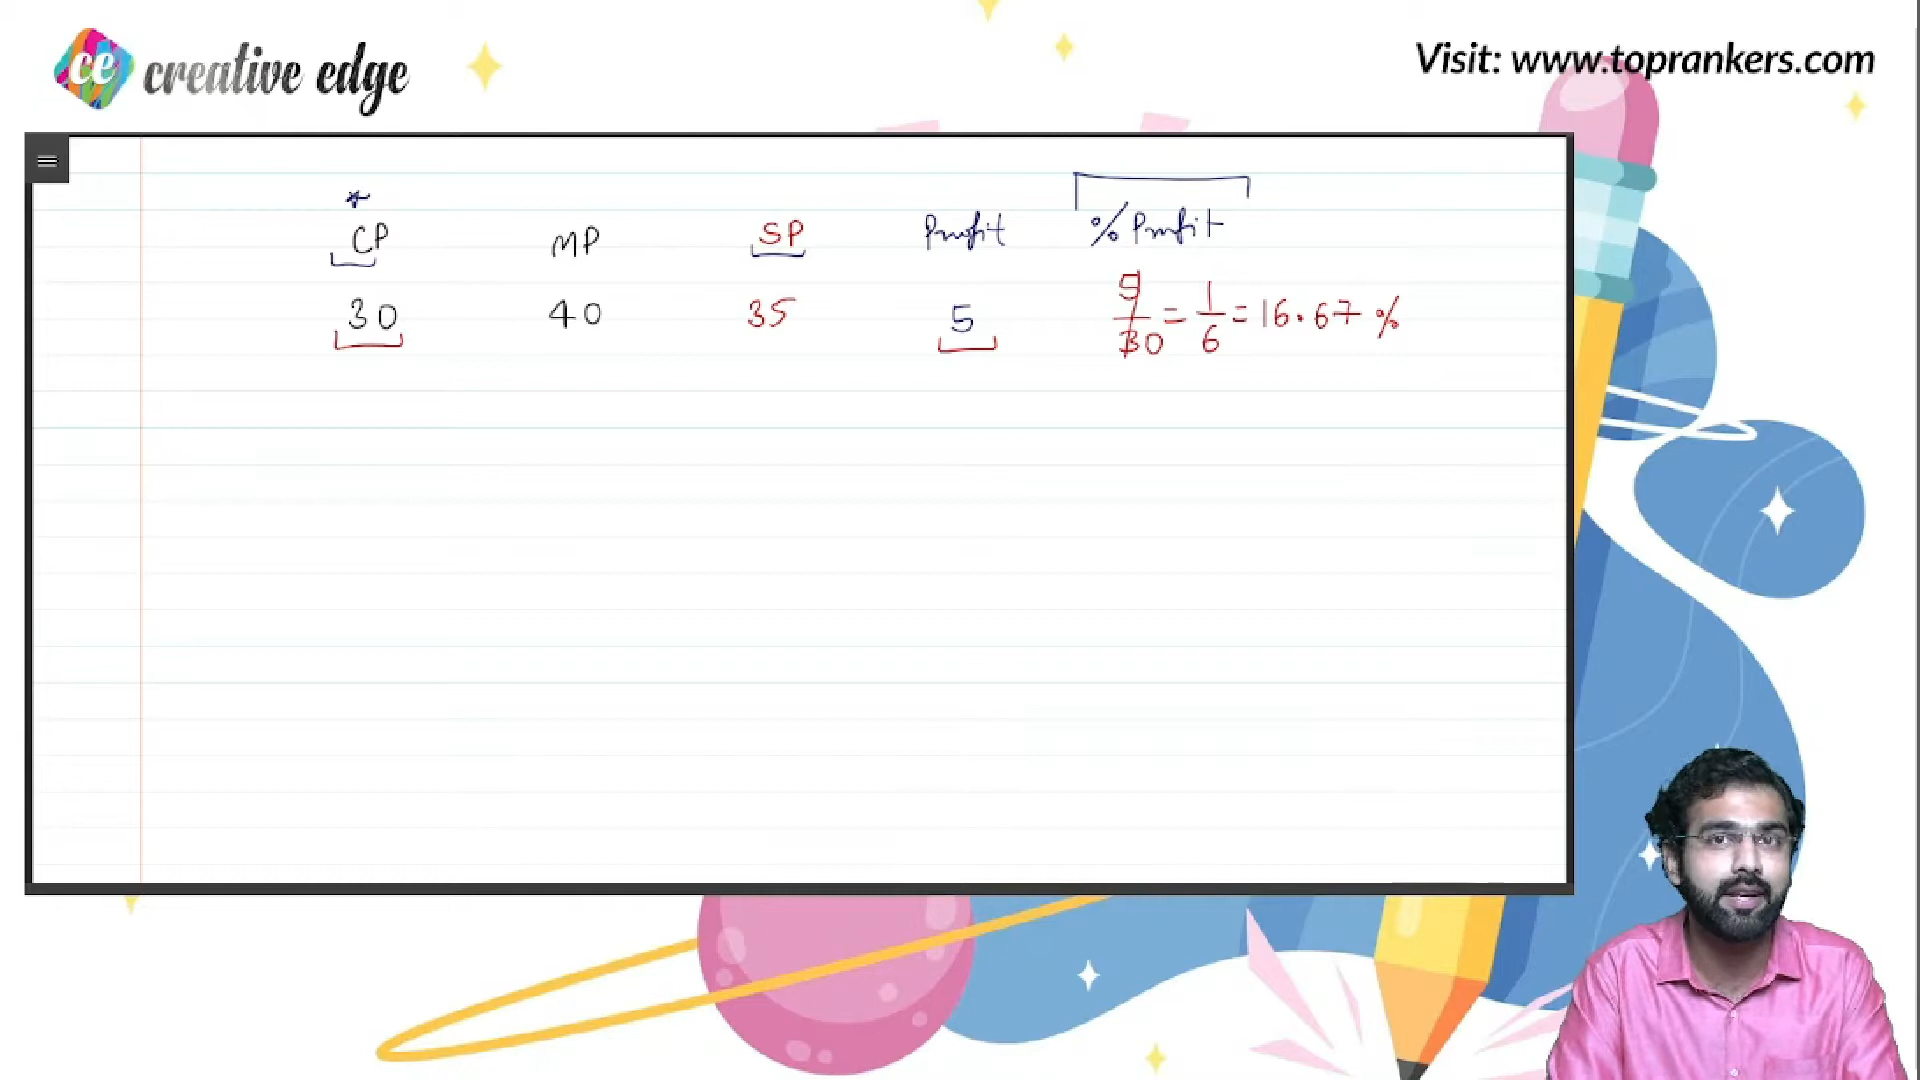 ce creative edge
Visit: www.toprankers.com
*
CP MP SP Profit % Profit
30 40 35 5 5/30 = 1/6 = 16.67 %